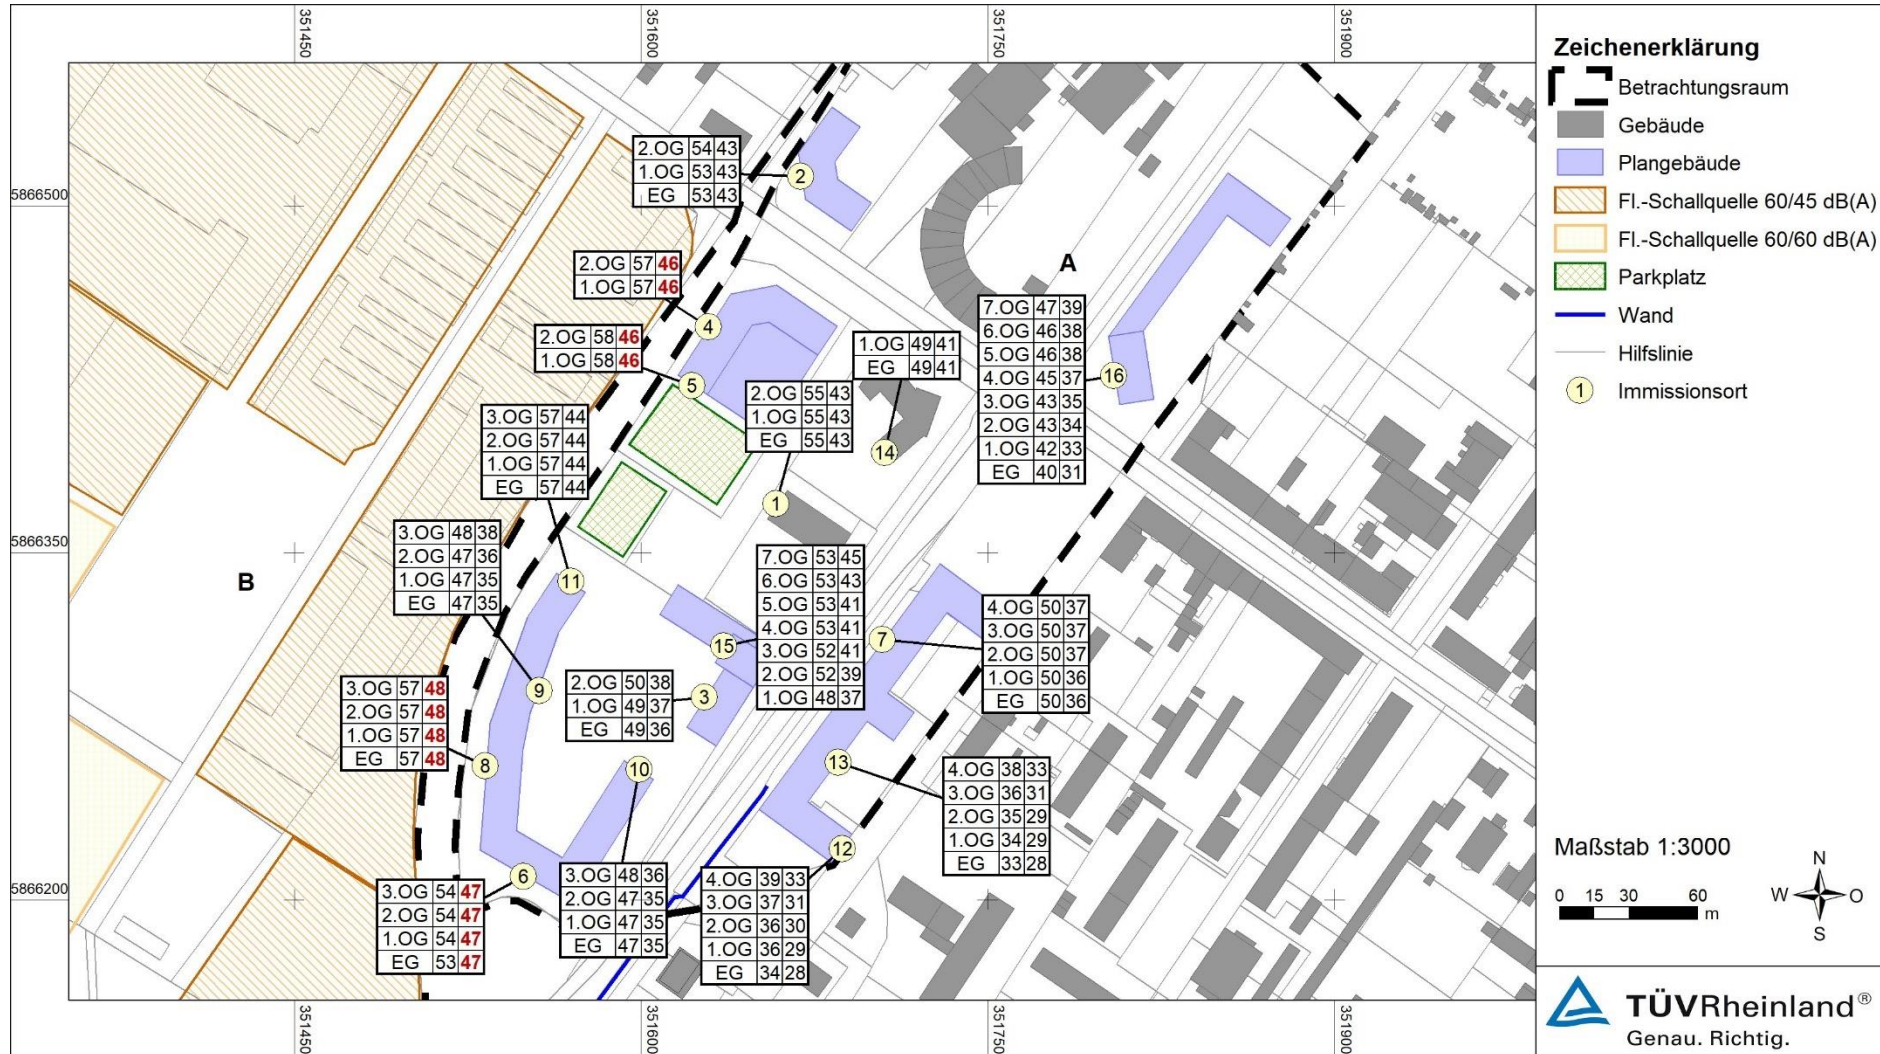 351450
351600
351750
351900
5866500
5866350
5866200
2.OG 54 43
1.OG 53 43
EG 53 43
2
2.OG 57 46
1.OG 57 46
4
2.OG 58 46
1.OG 58 46
5
A
7.OG 47 39
6.OG 46 38
5.OG 46 38
4.OG 45 37
3.OG 43 35
2.OG 43 34
1.OG 42 33
EG 40 31
16
1.OG 49 41
EG 49 41
14
2.OG 55 43
1.OG 55 43
EG 55 43
1
3.OG 57 44
2.OG 57 44
1.OG 57 44
EG 57 44
11
B
3.OG 48 38
2.OG 47 36
1.OG 47 35
EG 47 35
9
7.OG 53 45
6.OG 53 43
5.OG 53 41
4.OG 53 41
3.OG 52 41
2.OG 52 39
1.OG 48 37
15
4.OG 50 37
3.OG 50 37
2.OG 50 37
1.OG 50 36
EG 50 36
7
2.OG 50 38
1.OG 49 37
EG 49 36
3
3.OG 57 48
2.OG 57 48
1.OG 57 48
EG 57 48
8
10
13
4.OG 38 33
3.OG 36 31
2.OG 35 29
1.OG 34 29
EG 33 28
12
6
3.OG 54 47
2.OG 54 47
1.OG 54 47
EG 53 47
3.OG 48 36
2.OG 47 35
1.OG 47 35
EG 47 35
4.OG 39 33
3.OG 37 31
2.OG 36 30
1.OG 36 29
EG 34 28
351450
351600
351750
351900
Zeichenerklärung
Betrachtungsraum
Gebäude
Plangebäude
Fl.-Schallquelle 60/45 dB(A)
Fl.-Schallquelle 60/60 dB(A)
Parkplatz
Wand
Hilfslinie
1 Immissionsort
Maßstab 1:3000
0 15 30 60
m
N
W O
S
TÜVRheinland®
Genau. Richtig.